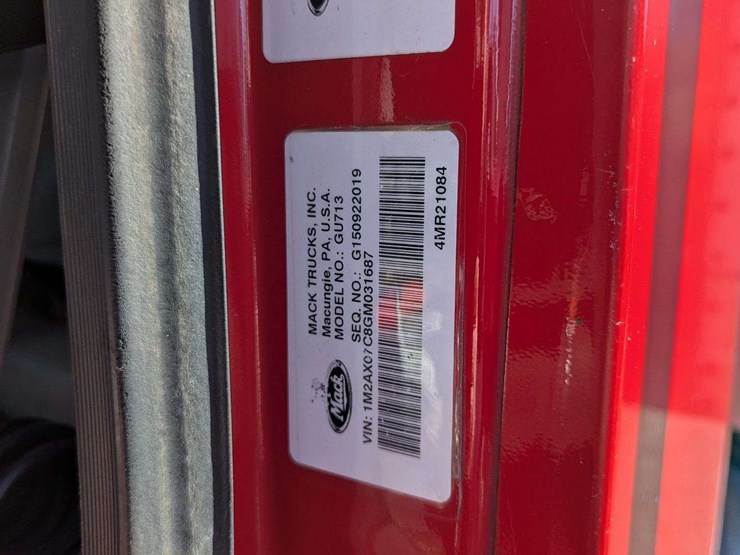 MACK TRUCKS, INC.
Macungie, PA, U.S.A.
MODEL NO.: GU713
SEQ. NO.: G150922019
Mack
VIN: 1M2AX07C8GM031687
4MR21084